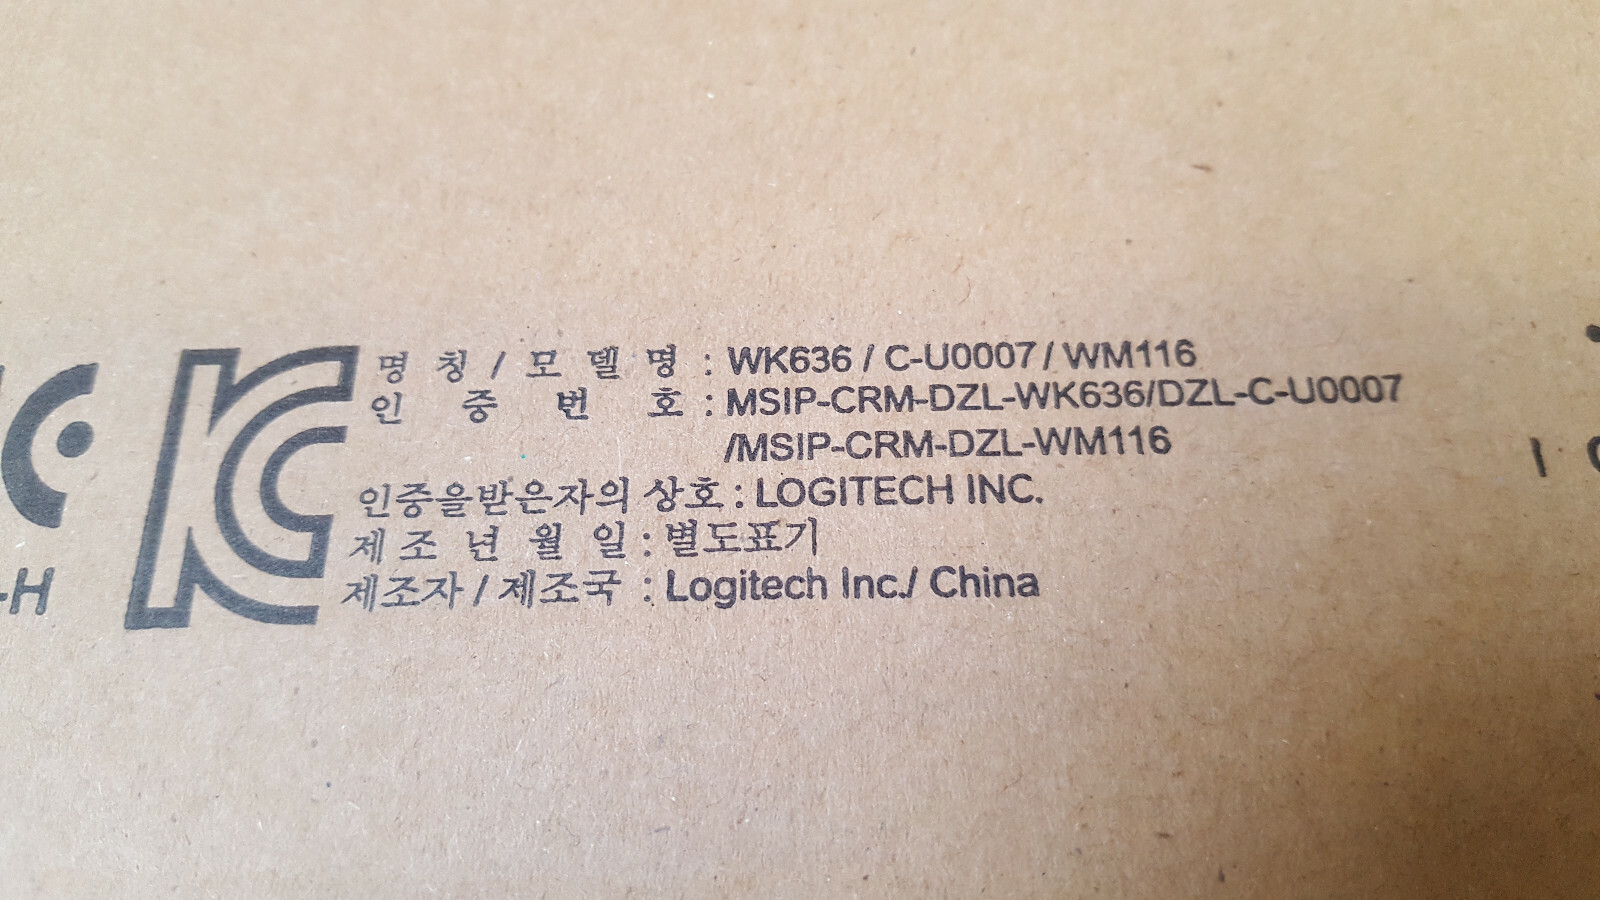 명 칭 / 모 델 명 : WK636 / C-U0007 / WM116
인 증 번 호 : MSIP-CRM-DZL-WK636/DZL-C-U0007
/MSIP-CRM-DZL-WM116
인증을받은자의 상호 : LOGITECH INC.
제 조 년 월 일 : 별도표기
제조자 / 제조국 : Logitech Inc./ China
-H